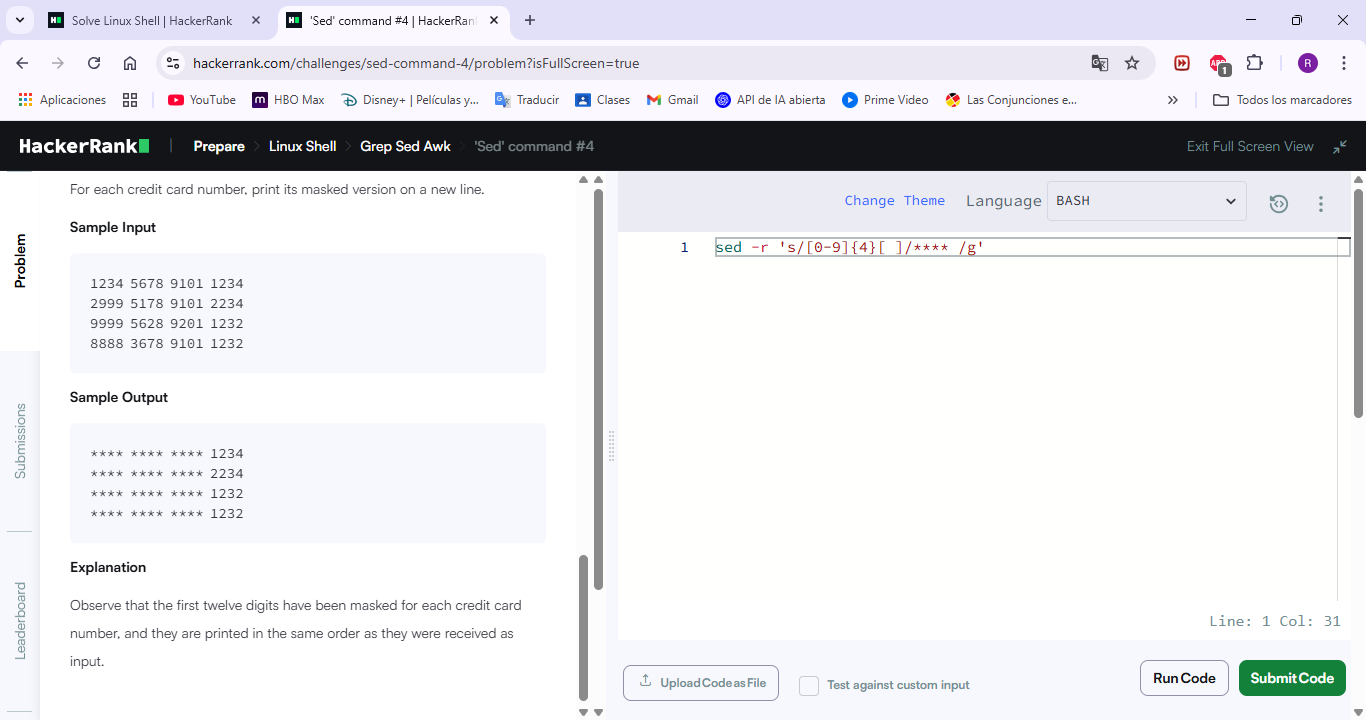 Solve Linux Shell | HackerRank
'Sed' command #4 | HackerRan
hackerrank.com/challenges/sed-command-4/problem?isFullScreen=true
1
R
Aplicaciones
YouTube
HBO Max
Disney+ | Películas y...
Traducir
Clases
Gmail
API de IA abierta
Prime Video
Las Conjunciones e...
Todos los marcadores
HackerRank
Prepare
Linux Shell
Grep Sed Awk
'Sed' command #4
Exit Full Screen View
Problem
Submissions
Leaderboard
For each credit card number, print its masked version on a new line.
Sample Input
1234 5678 9101 1234
2999 5178 9101 2234
9999 5628 9201 1232
8888 3678 9101 1232
Sample Output
**** **** **** 1234
**** **** **** 2234
**** **** **** 1232
**** **** **** 1232
Explanation
Observe that the first twelve digits have been masked for each credit card
number, and they are printed in the same order as they were received as
input.
Change Theme
Language
BASH
1 sed -r 's/[0-9]{4}[ ]/**** /g'
Line: 1 Col: 31
Upload Code as File
Test against custom input
Run Code
Submit Code